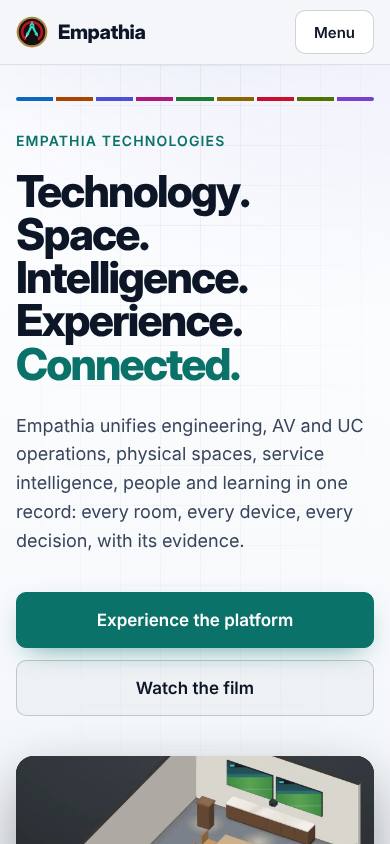 Empathia
Menu
EMPATHIA TECHNOLOGIES
Technology.
Space.
Intelligence.
Experience.
Connected.
Empathia unifies engineering, AV and UC
operations, physical spaces, service
intelligence, people and learning in one
record: every room, every device, every
decision, with its evidence.
Experience the platform
Watch the film